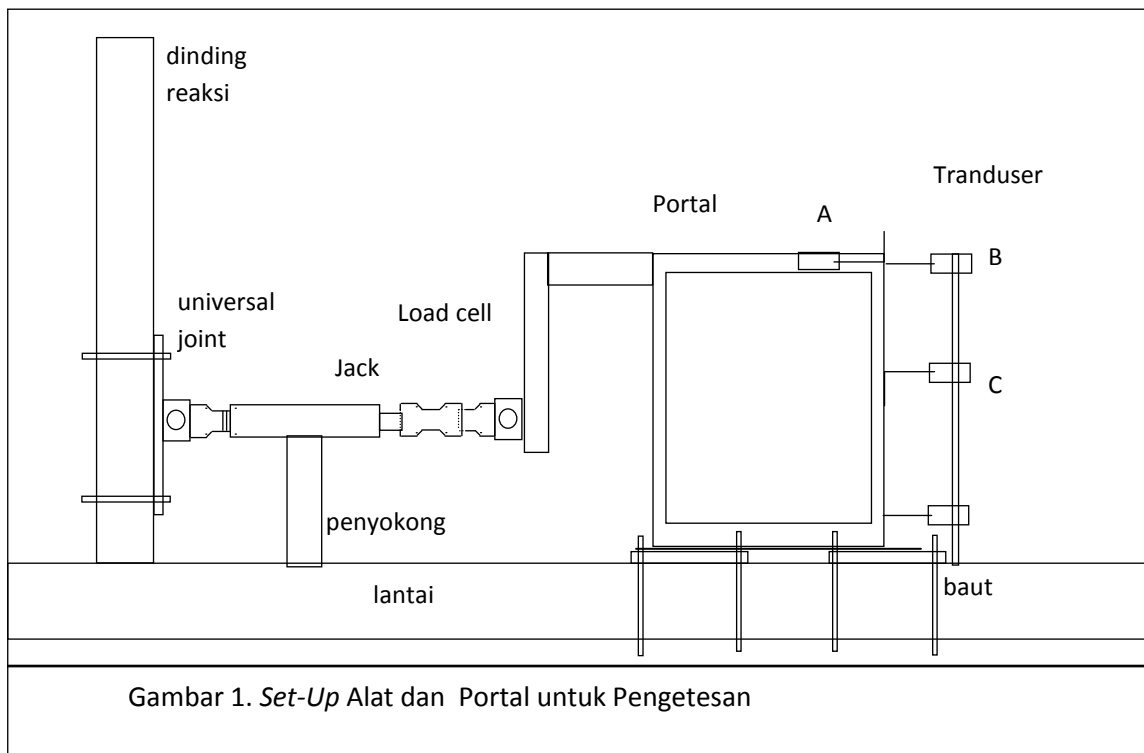 dinding
reaksi
Tranduser
Portal
A
B
universal
joint
Load cell
Jack
C
penyokong
lantai
baut
Gambar 1. Set-Up Alat dan Portal untuk Pengetesan